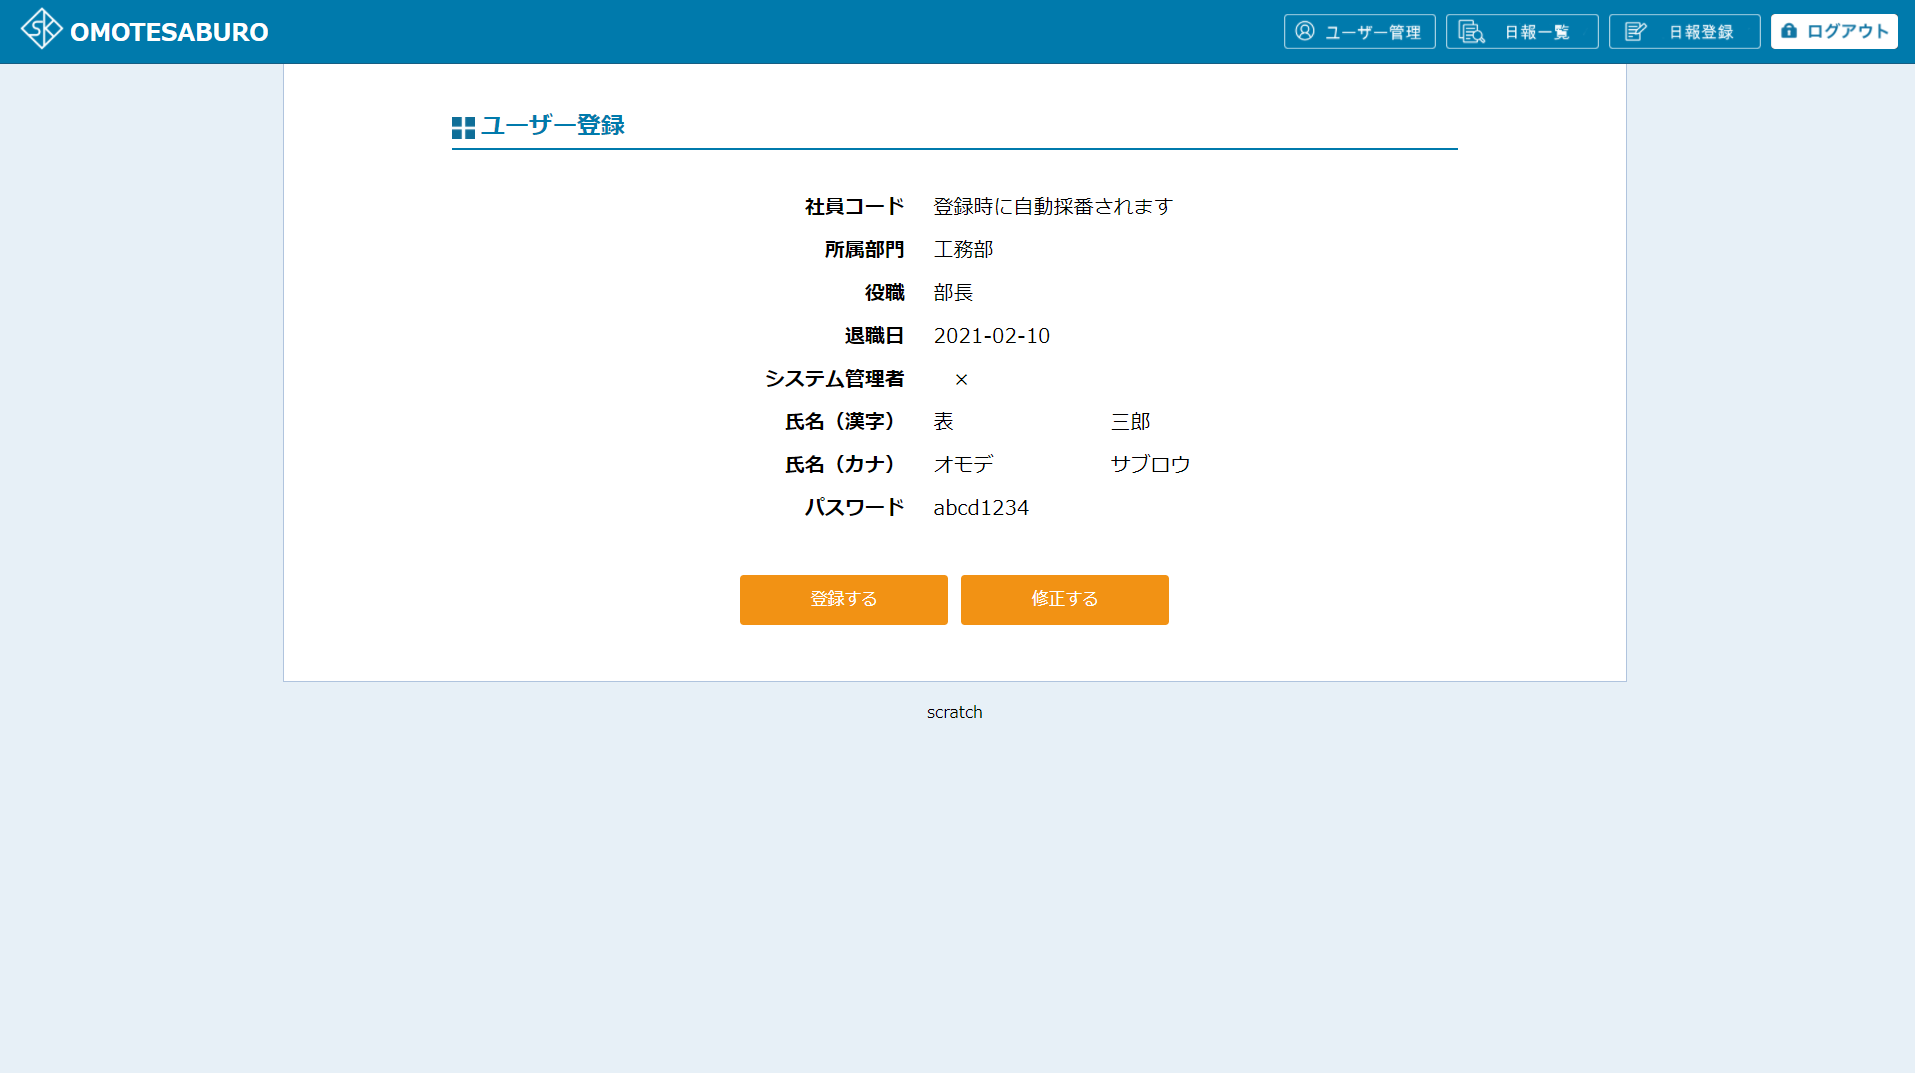 OMOTESABURO
ユーザー管理
日報一覧
日報登録
ログアウト
ユーザー登録
社員コード 登録時に自動採番されます
所属部門 工務部
役職 部長
退職日 2021-02-10
システム管理者 ×
氏名（漢字） 表 三郎
氏名（カナ） オモデ サブロウ
パスワード abcd1234
登録する 修正する
scratch